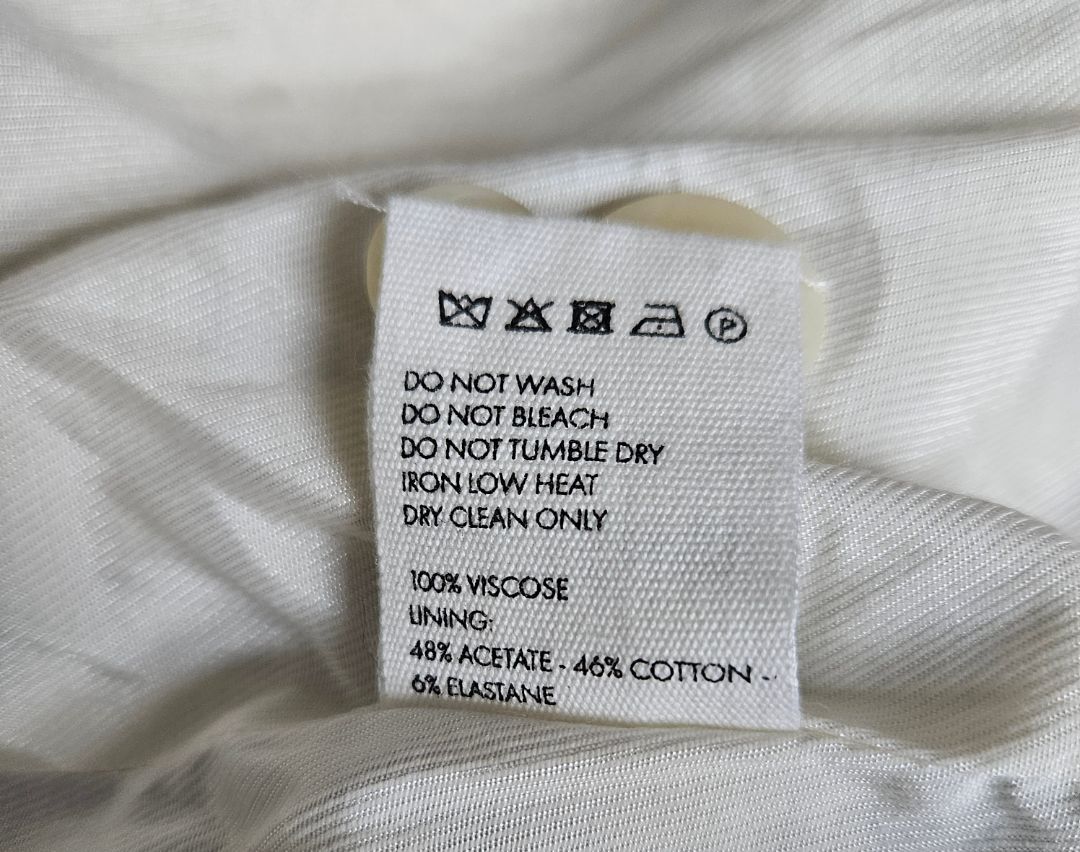 P
DO NOT WASH
DO NOT BLEACH
DO NOT TUMBLE DRY
IRON LOW HEAT
DRY CLEAN ONLY
100% VISCOSE
LINING:
48% ACETATE - 46% COTTON -
6% ELASTANE